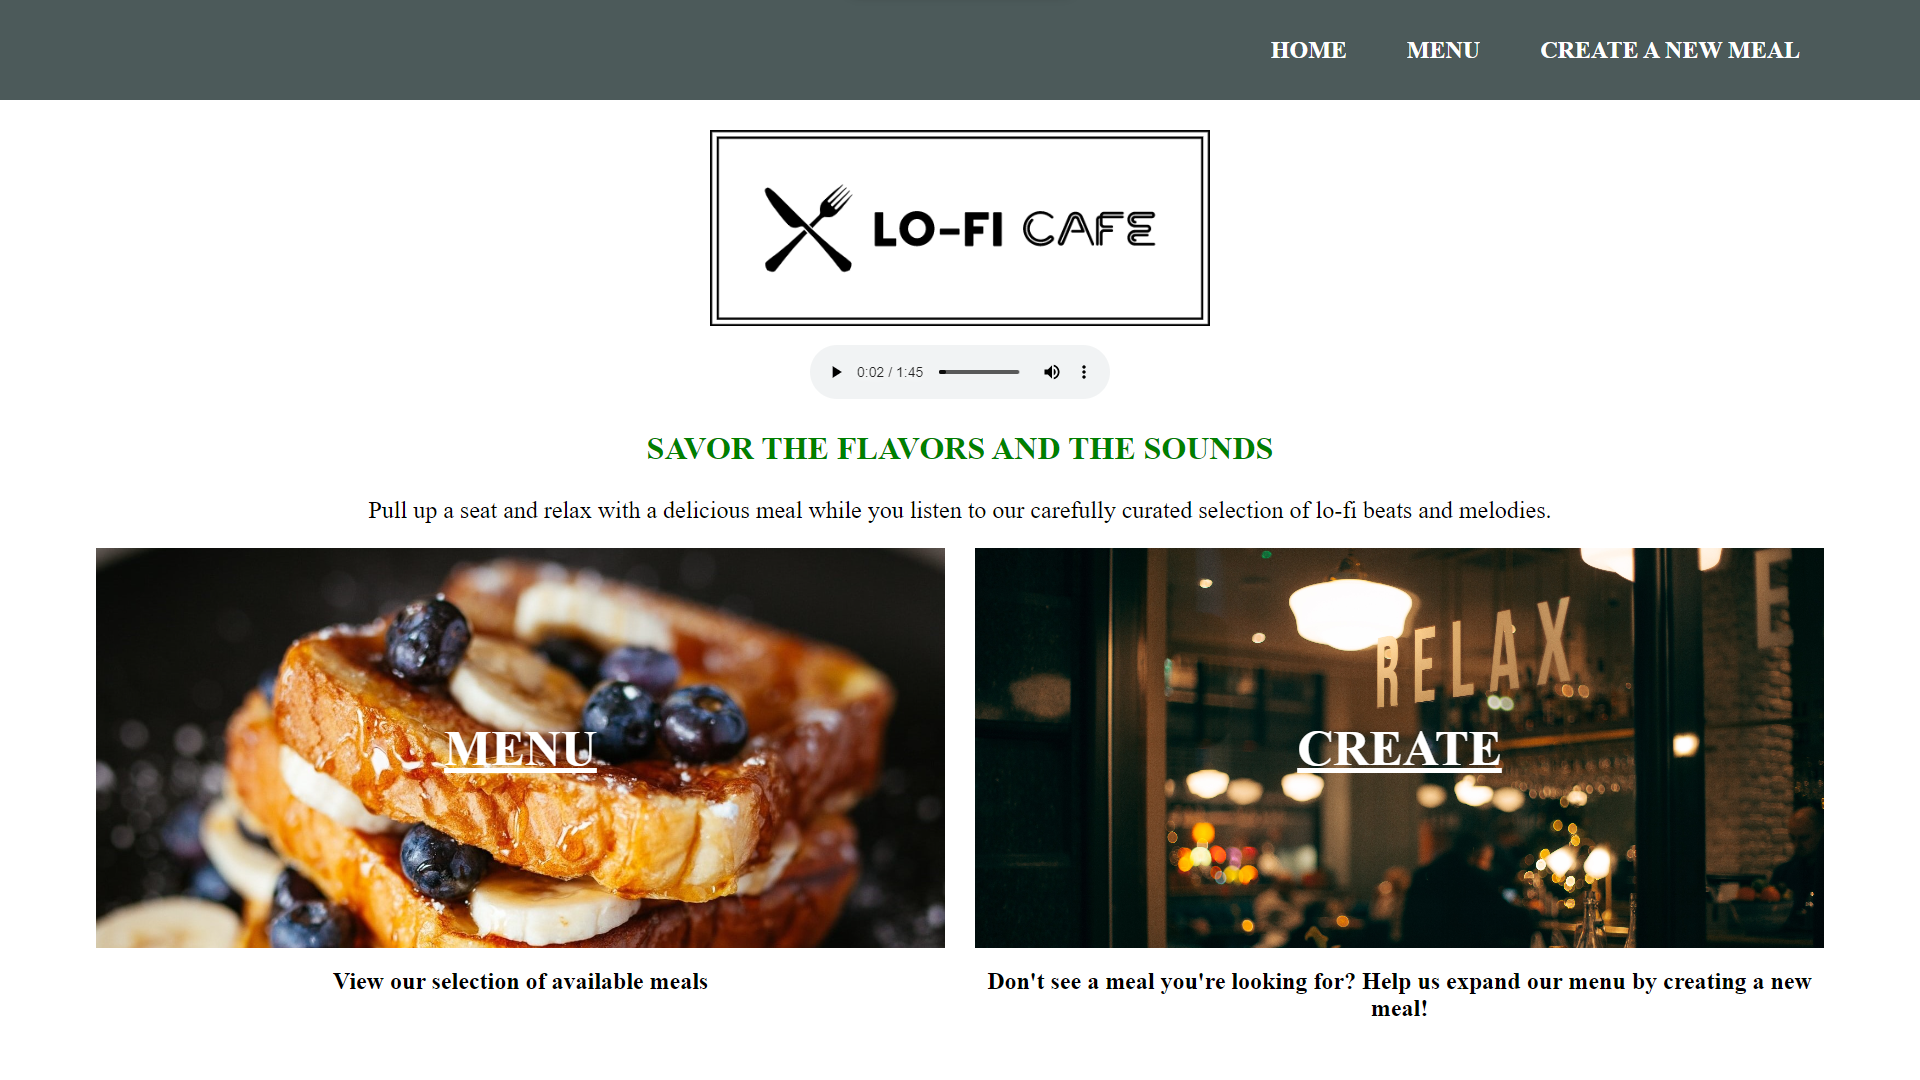 HOME MENU CREATE A NEW MEAL
LO-FI CAFE
0:02 / 1:45
SAVOR THE FLAVORS AND THE SOUNDS
Pull up a seat and relax with a delicious meal while you listen to our carefully curated selection of lo-fi beats and melodies.
RELAX
E
MENU
CREATE
View our selection of available meals
Don't see a meal you're looking for? Help us expand our menu by creating a new
meal!